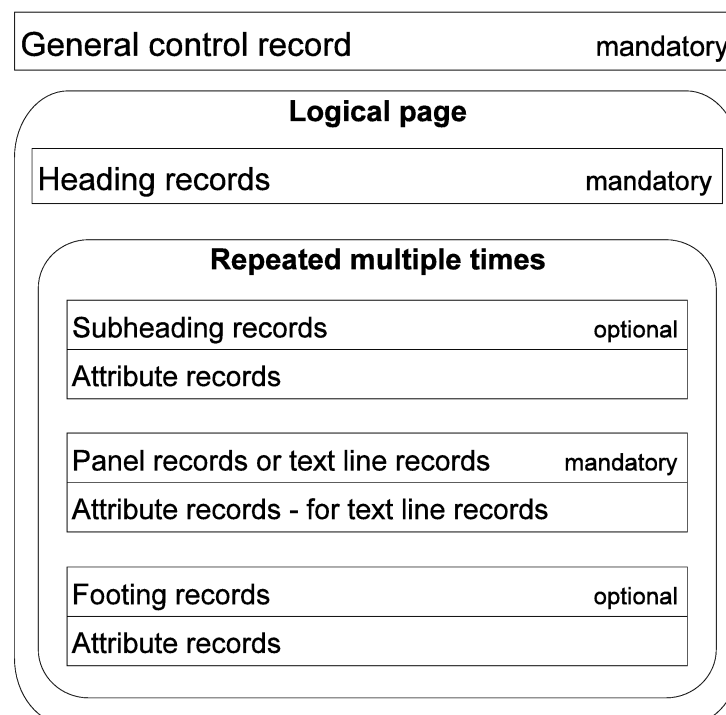 General control record mandatory
Logical page
Heading records mandatory
Repeated multiple times
Subheading records optional
Attribute records
Panel records or text line records mandatory
Attribute records - for text line records
Footing records optional
Attribute records